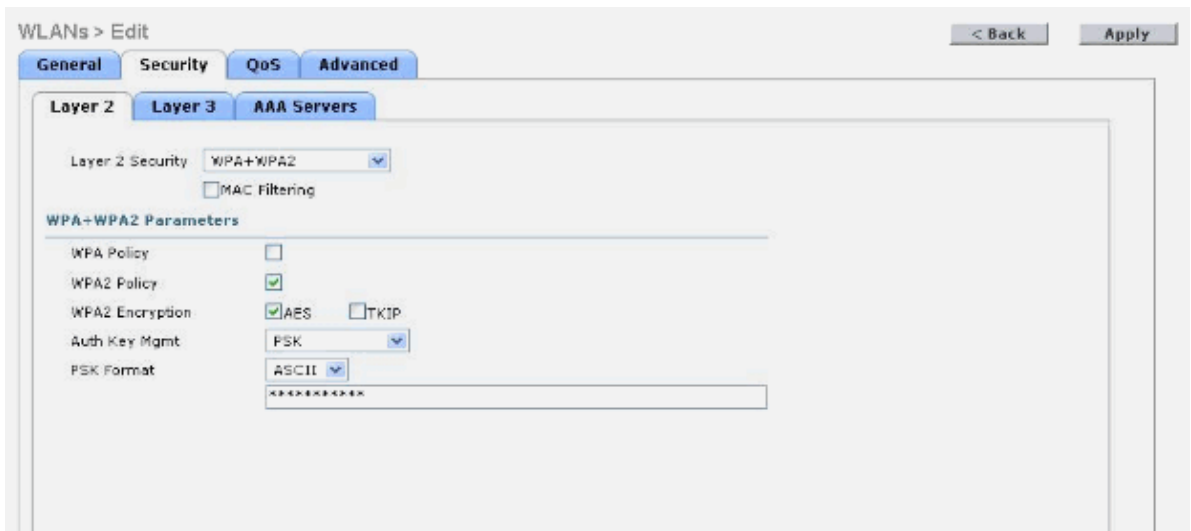 WLANs > Edit
< Back Apply
General Security QoS Advanced
Layer 2 Layer 3 AAA Servers
Layer 2 Security WPA+WPA2
MAC Filtering
WPA+WPA2 Parameters
WPA Policy
WPA2 Policy
WPA2 Encryption AES TKIP
Auth Key Mgmt PSK
PSK Format ASCII
***********